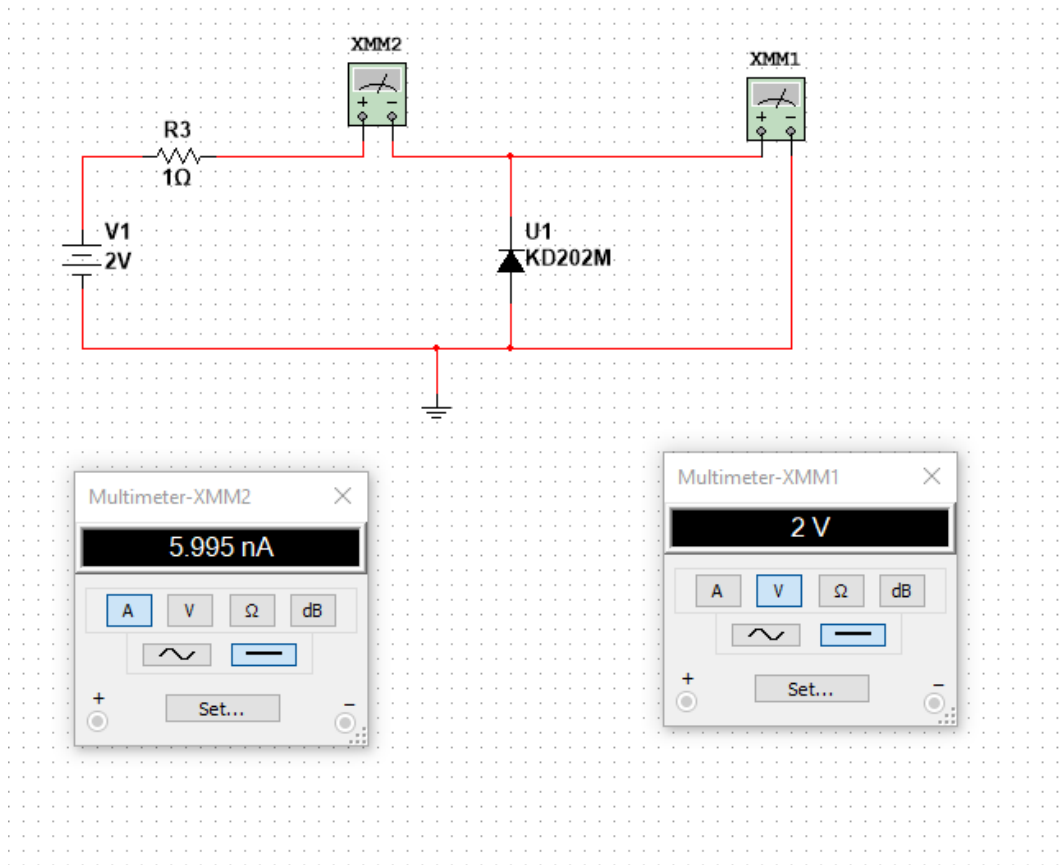 XMM2
XMM1
R3
1Ω
V1
2V
U1
KD202M
+ −
+ −
Multimeter-XMM2
5.995 nA
A V Ω dB
+ Set... −
Multimeter-XMM1
2 V
A V Ω dB
+ Set... −